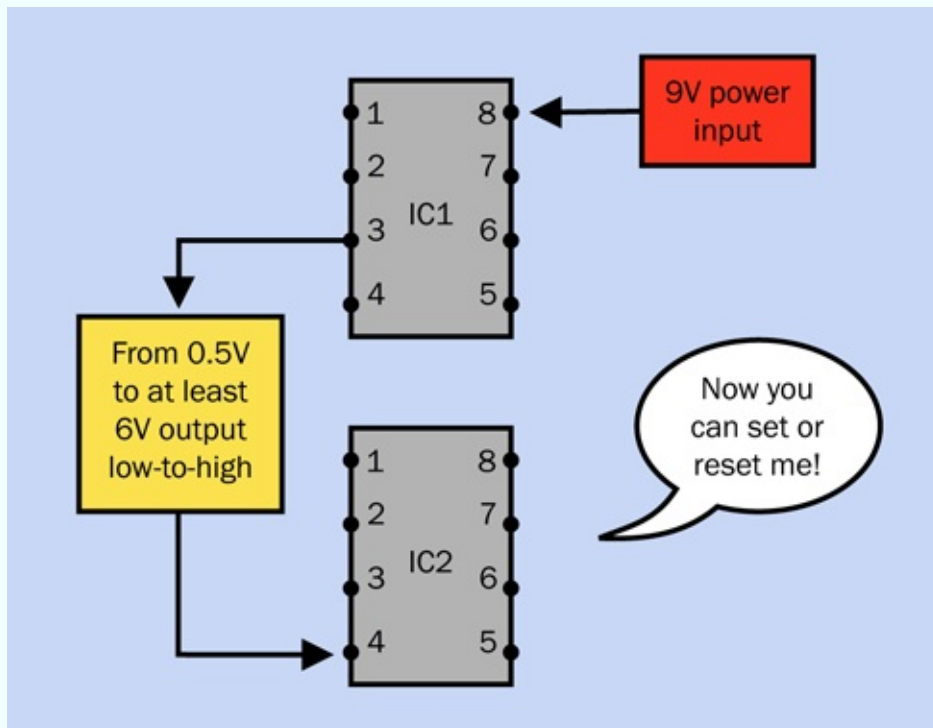 9V power
input
1 8
2 7
IC1
3 6
4 5
From 0.5V
to at least
6V output
low-to-high
Now you
can set or
reset me!
1 8
2 7
IC2
3 6
4 5